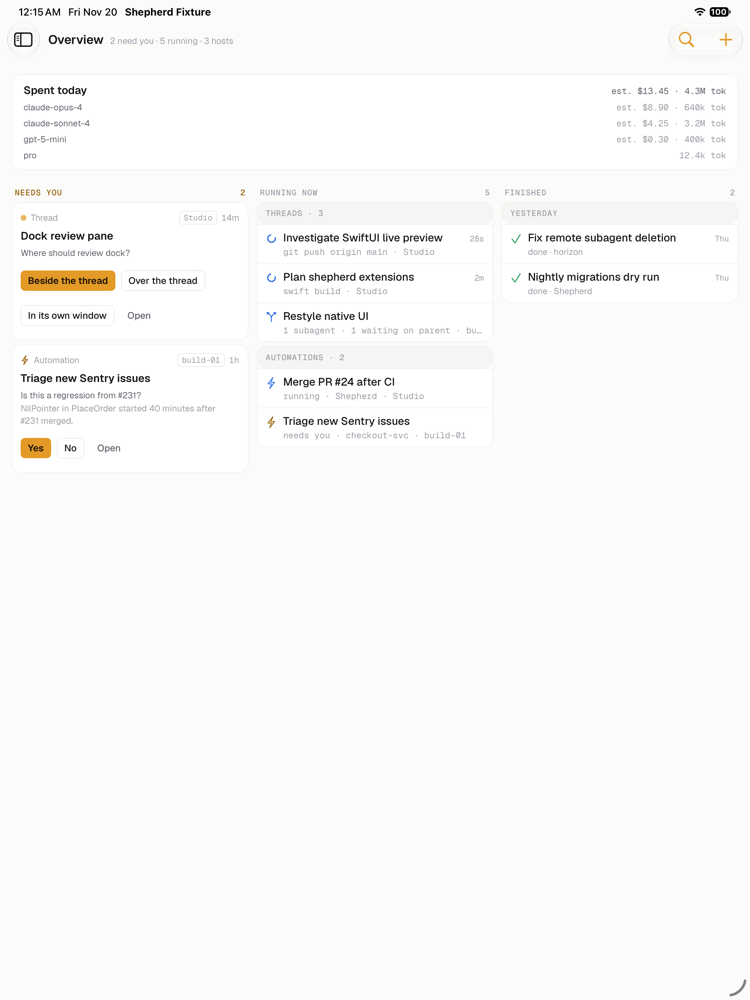 12:15 AM Fri Nov 20 Shepherd Fixture 100
Overview 2 need you · 5 running · 3 hosts
Spent today est. $13.45 · 4.3M tok
claude-opus-4 est. $8.90 · 640k tok
claude-sonnet-4 est. $4.25 · 3.2M tok
gpt-5-mini est. $0.30 · 400k tok
pro 12.4k tok
NEEDS YOU 2
Thread Studio 14m
Dock review pane
Where should review dock?
Beside the thread Over the thread
In its own window Open
Automation build-01 1h
Triage new Sentry issues
Is this a regression from #231?
NilPointer in PlaceOrder started 40 minutes after
#231 merged.
Yes No Open
RUNNING NOW 5
THREADS · 3
Investigate SwiftUI live preview 28s
git push origin main · Studio
Plan shepherd extensions 2m
swift build · Studio
Restyle native UI
1 subagent · 1 waiting on parent · bu…
AUTOMATIONS · 2
Merge PR #24 after CI
running · Shepherd · Studio
Triage new Sentry issues
needs you · checkout-svc · build-01
FINISHED 2
YESTERDAY
Fix remote subagent deletion Thu
done · horizon
Nightly migrations dry run Thu
done · Shepherd